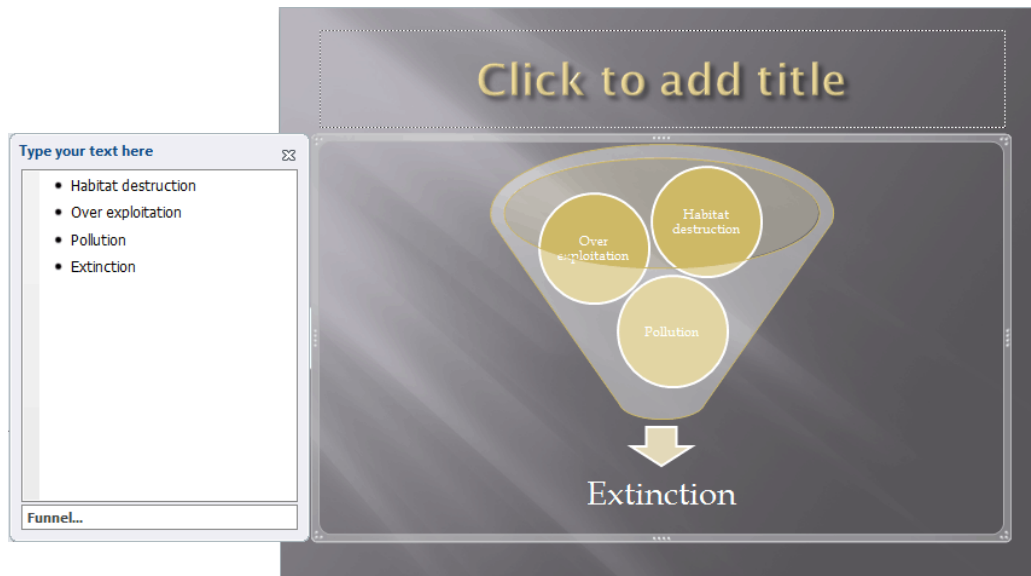 Click to add title
Type your text here
Habitat destruction
Over exploitation
Pollution
Extinction
Funnel...
Habitat
destruction
Over
exploitation
Pollution
Extinction